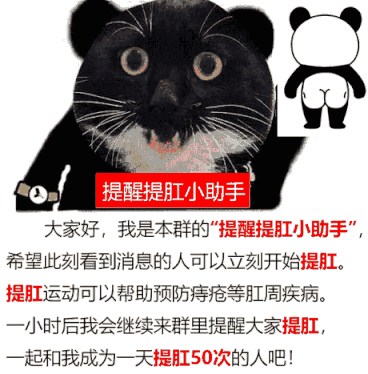 提醒提肛小助手
大家好，我是本群的“提醒提肛小助手”，
希望此刻看到消息的人可以立刻开始提肛。
提肛运动可以帮助预防痔疮等肛周疾病。
一小时后我会继续来群里提醒大家提肛，
一起和我成为一天提肛50次的人吧！